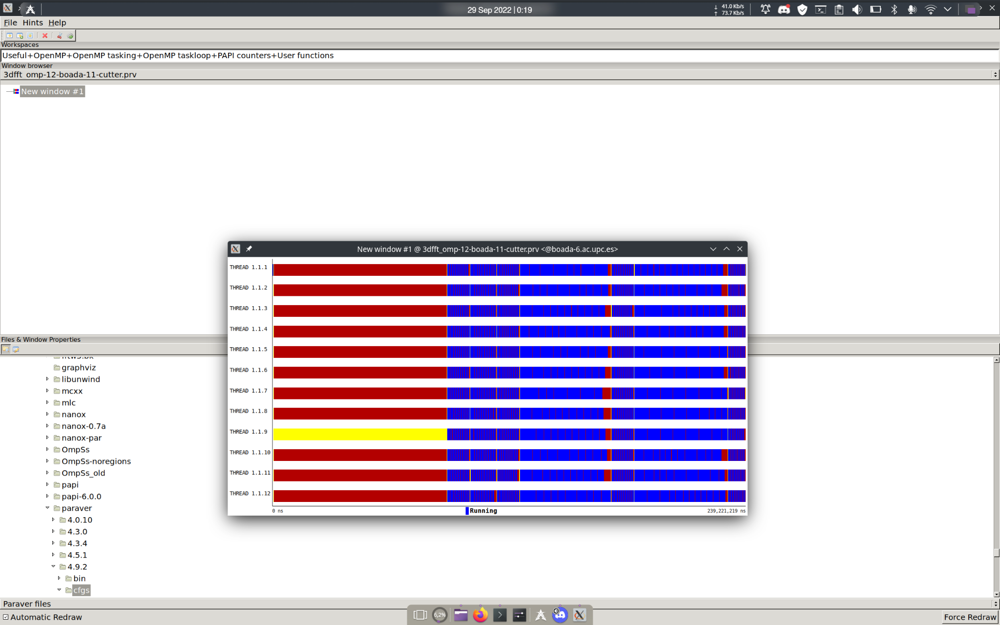 29 Sep 2022 | 0:19
↓ 41.0 Kb/s
↑ 73.7 Kb/s
File Hints Help
Workspaces
Useful+OpenMP+OpenMP tasking+OpenMP taskloop+PAPI counters+User functions
Window browser
3dfft_omp-12-boada-11-cutter.prv
New window #1
New window #1 @ 3dfft_omp-12-boada-11-cutter.prv <@boada-6.ac.upc.es>
THREAD 1.1.1
THREAD 1.1.2
THREAD 1.1.3
THREAD 1.1.4
THREAD 1.1.5
THREAD 1.1.6
THREAD 1.1.7
THREAD 1.1.8
THREAD 1.1.9
THREAD 1.1.10
THREAD 1.1.11
THREAD 1.1.12
0 ns
Running
239,221,219 ns
Files & Window Properties
graphviz
libunwind
mcxx
mlc
nanox
nanox-0.7a
nanox-par
OmpSs
OmpSs-noregions
OmpSs_old
papi
papi-6.0.0
paraver
4.0.10
4.3.0
4.3.4
4.5.1
4.9.2
bin
cfgs
Paraver files
Automatic Redraw
6,2%
Force Redraw